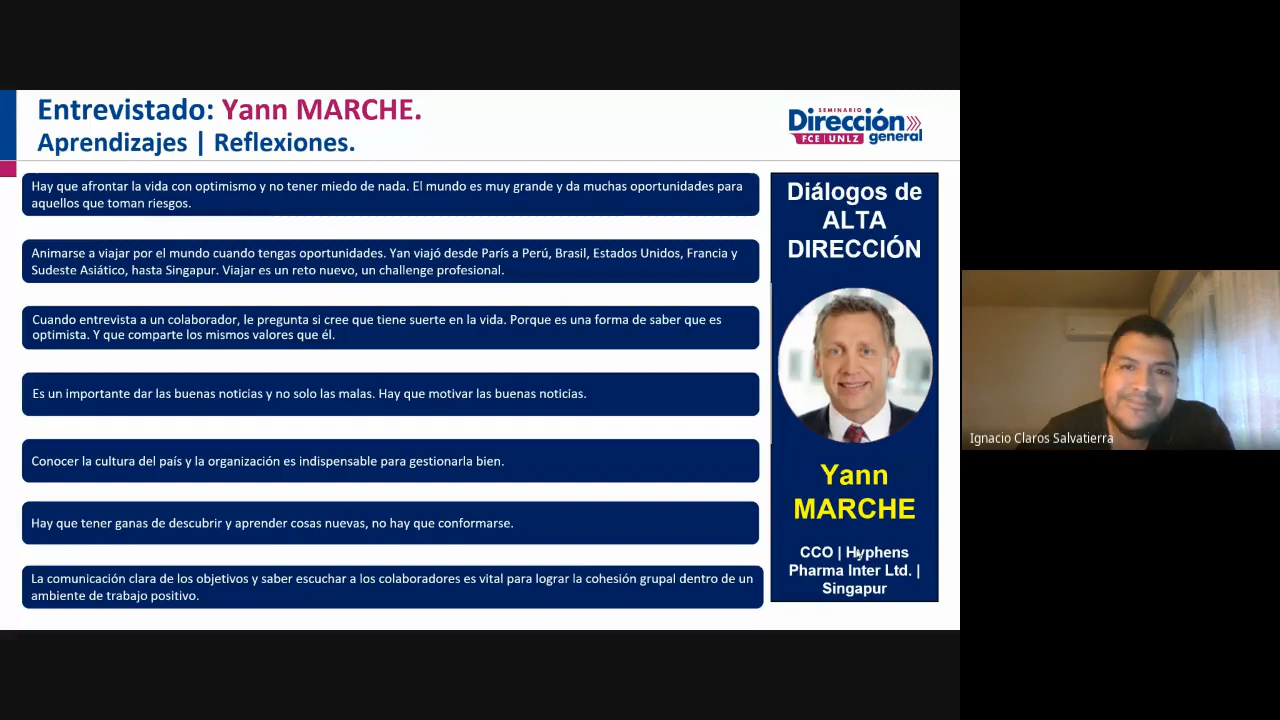 Entrevistado: Yann MARCHE.
Aprendizajes | Reflexiones.
SEMINARIO
Dirección
FCE | UNLZ general
Hay que afrontar la vida con optimismo y no tener miedo de nada. El mundo es muy grande y da muchas oportunidades para
aquellos que toman riesgos.
Animarse a viajar por el mundo cuando tengas oportunidades. Yan viajó desde París a Perú, Brasil, Estados Unidos, Francia y
Sudeste Asiático, hasta Singapur. Viajar es un reto nuevo, un challenge profesional.
Cuando entrevista a un colaborador, le pregunta si cree que tiene suerte en la vida. Porque es una forma de saber que es
optimista. Y que comparte los mismos valores que él.
Es un importante dar las buenas noticias y no solo las malas. Hay que motivar las buenas noticias.
Conocer la cultura del país y la organización es indispensable para gestionarla bien.
Hay que tener ganas de descubrir y aprender cosas nuevas, no hay que conformarse.
La comunicación clara de los objetivos y saber escuchar a los colaboradores es vital para lograr la cohesión grupal dentro de un
ambiente de trabajo positivo.
Diálogos de
ALTA
DIRECCIÓN
Yann
MARCHE
CCO | Hyphens
Pharma Inter Ltd. |
Singapur
Ignacio Claros Salvatierra